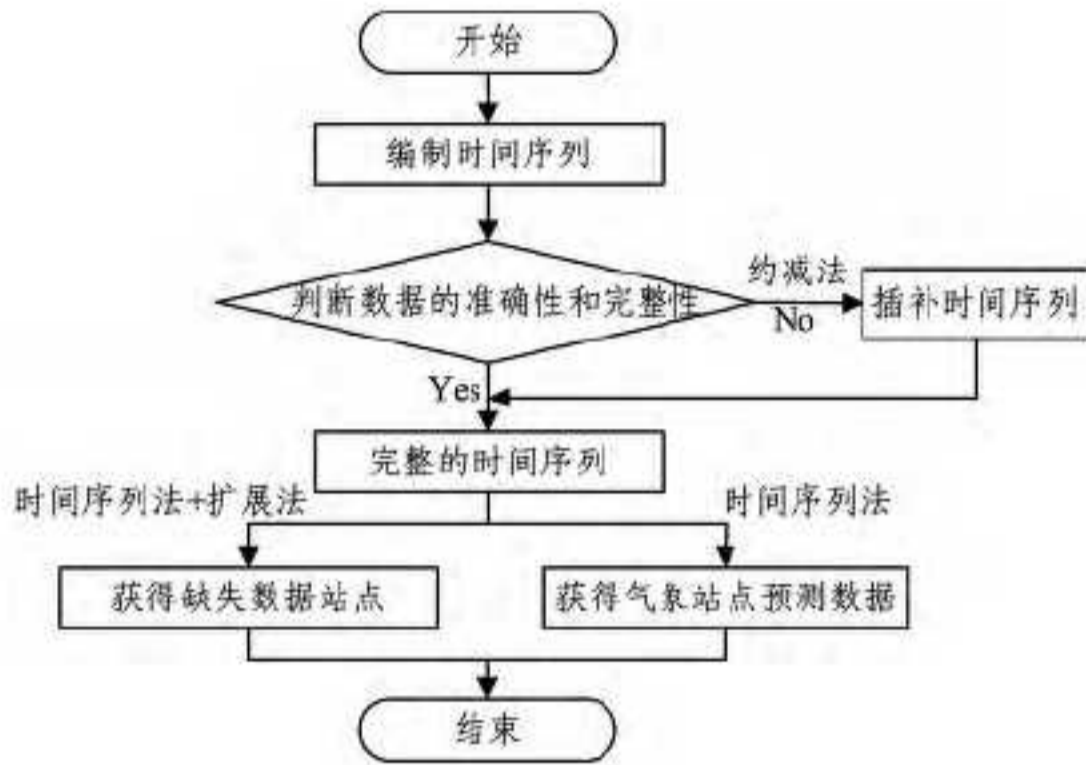 开始
编制时间序列
判断数据的准确性和完整性
约减法
No
插补时间序列
Yes
完整的时间序列
时间序列法+扩展法
时间序列法
获得缺失数据站点
获得气象站点预测数据
结束